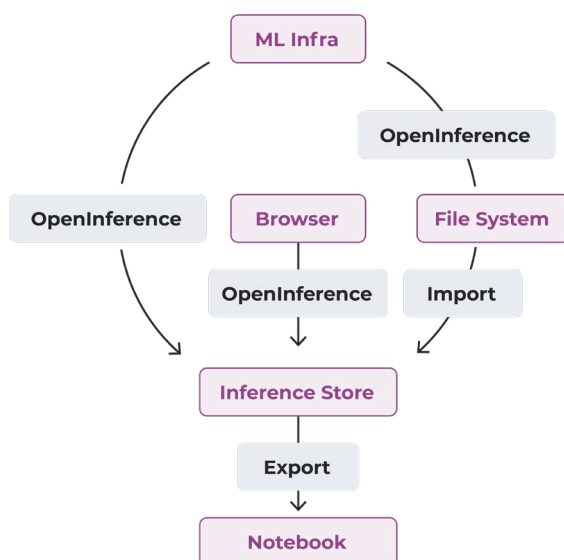 ML Infra
OpenInference
OpenInference
Browser
File System
OpenInference
Import
Inference Store
Export
Notebook